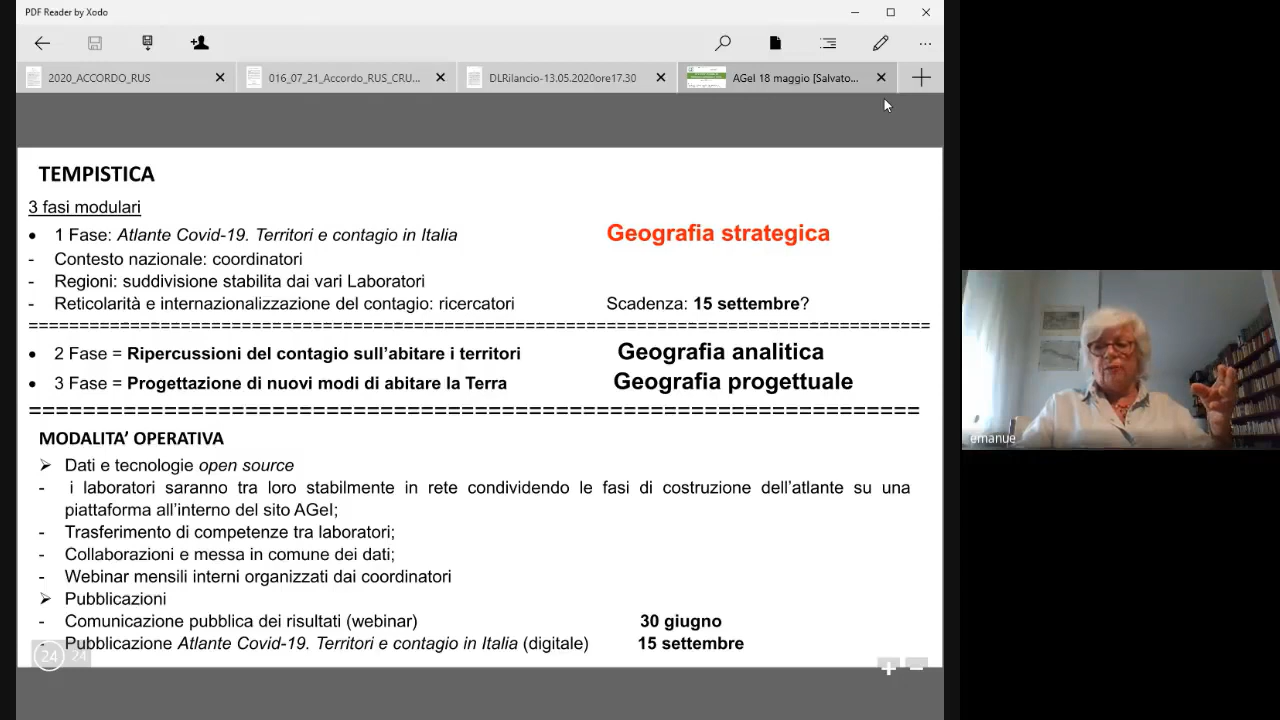 PDF Reader by Xodo
2020_ACCORDO_RUS
016_07_21_Accordo_RUS_CRU...
DLRilancio-13.05.2020ore17.30
AGeI 18 maggio [Salvato...
TEMPISTICA
3 fasi modulari
• 1 Fase: Atlante Covid-19. Territori e contagio in Italia Geografia strategica
- Contesto nazionale: coordinatori
- Regioni: suddivisione stabilita dai vari Laboratori
- Reticolarità e internazionalizzazione del contagio: ricercatori Scadenza: 15 settembre?
• 2 Fase = Ripercussioni del contagio sull'abitare i territori Geografia analitica
• 3 Fase = Progettazione di nuovi modi di abitare la Terra Geografia progettuale
MODALITA' OPERATIVA
➢ Dati e tecnologie open source
- i laboratori saranno tra loro stabilmente in rete condividendo le fasi di costruzione dell'atlante su una
piattaforma all'interno del sito AGeI;
- Trasferimento di competenze tra laboratori;
- Collaborazioni e messa in comune dei dati;
- Webinar mensili interni organizzati dai coordinatori
➢ Pubblicazioni
- Comunicazione pubblica dei risultati (webinar) 30 giugno
- Pubblicazione Atlante Covid-19. Territori e contagio in Italia (digitale) 15 settembre
24 24
emanue